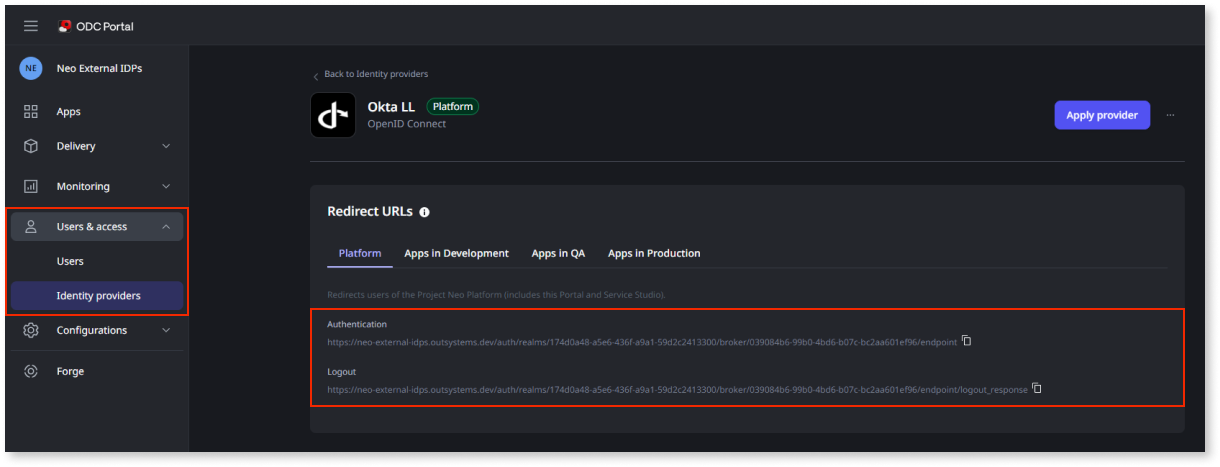 ODC Portal
NE
Neo External IDPs
Apps
Delivery
Monitoring
Users & access
Users
Identity providers
Configurations
Forge
Back to Identity providers
Okta LL
Platform
OpenID Connect
Apply provider
Redirect URLs
Platform
Apps in Development
Apps in QA
Apps in Production
Redirects users of the Project Neo Platform (includes this Portal and Service Studio).
Authentication
https://neo-external-idps.outsystems.dev/auth/realms/174d0a48-a5e6-436f-a9a1-59d2c2413300/broker/039084b6-99b0-4bd6-b07c-bc2aa601ef96/endpoint
Logout
https://neo-external-idps.outsystems.dev/auth/realms/174d0a48-a5e6-436f-a9a1-59d2c2413300/broker/039084b6-99b0-4bd6-b07c-bc2aa601ef96/endpoint/logout_response